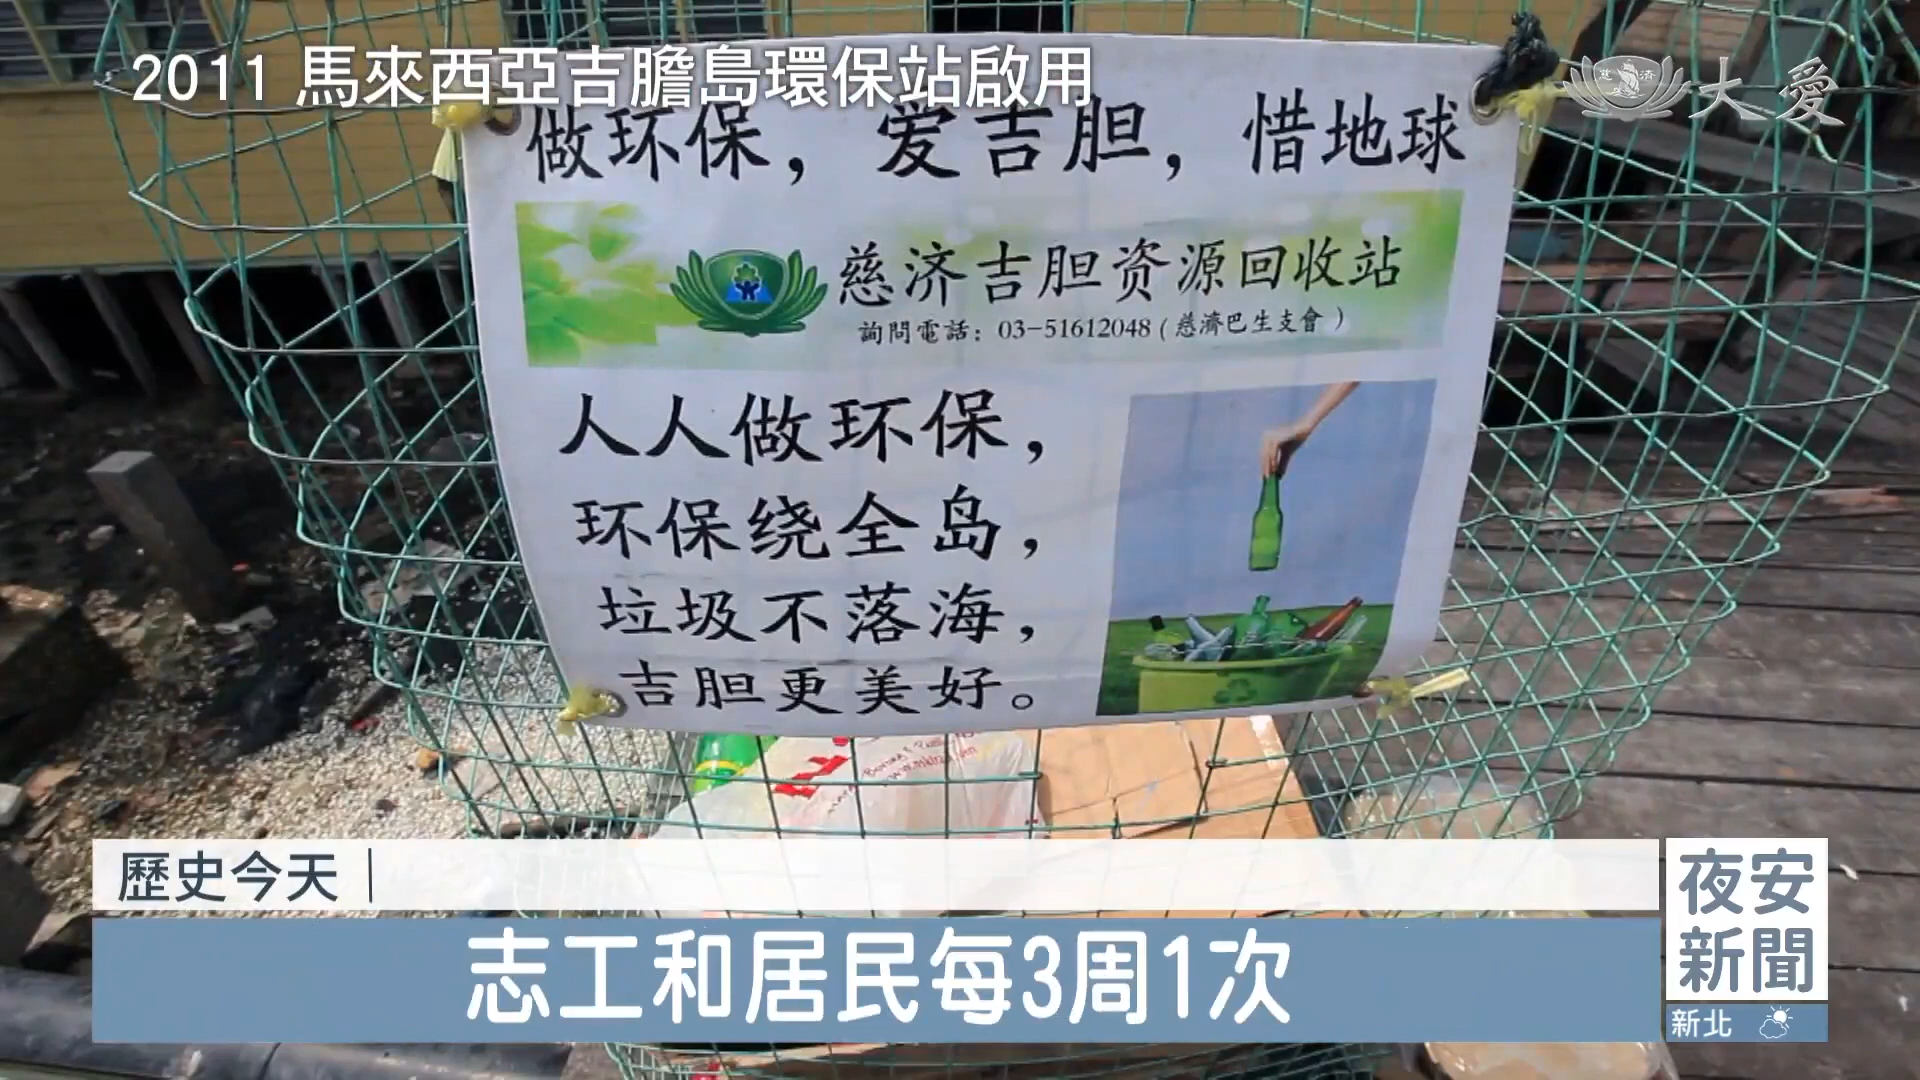 2011 馬來西亞吉膽島環保站啟用
慈 濟
大愛
做环保，爱吉胆，惜地球
慈济吉胆资源回收站
詢問電話：03-51612048（慈濟巴生支會）
人人做环保，
环保绕全岛，
垃圾不落海，
吉胆更美好。
歷史今天
志工和居民每3周1次
夜安
新聞
新北